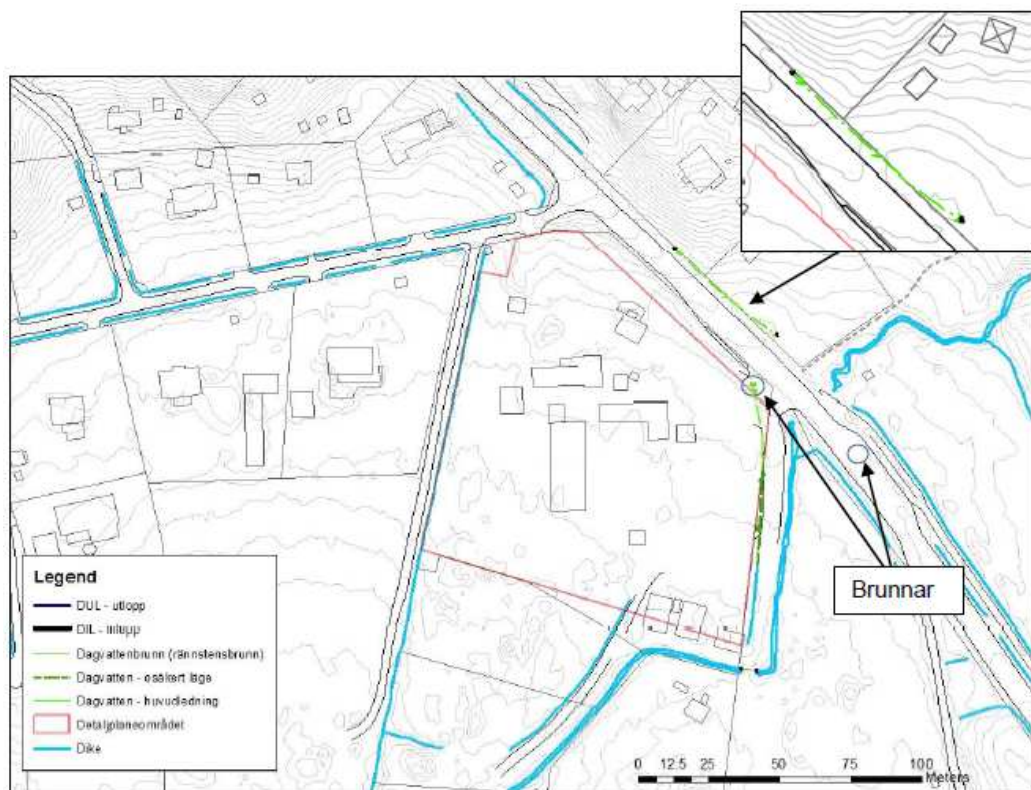 Brunnar
Legend
DUL - utlopp
DIL - inlopp
Dagvattenbrunn (rännstensbrunn)
Dagvatten - osäkert läge
Dagvatten - huvudledning
Detaljplaneområdet
Dike
0 12.5 25 50 75 100
Meters